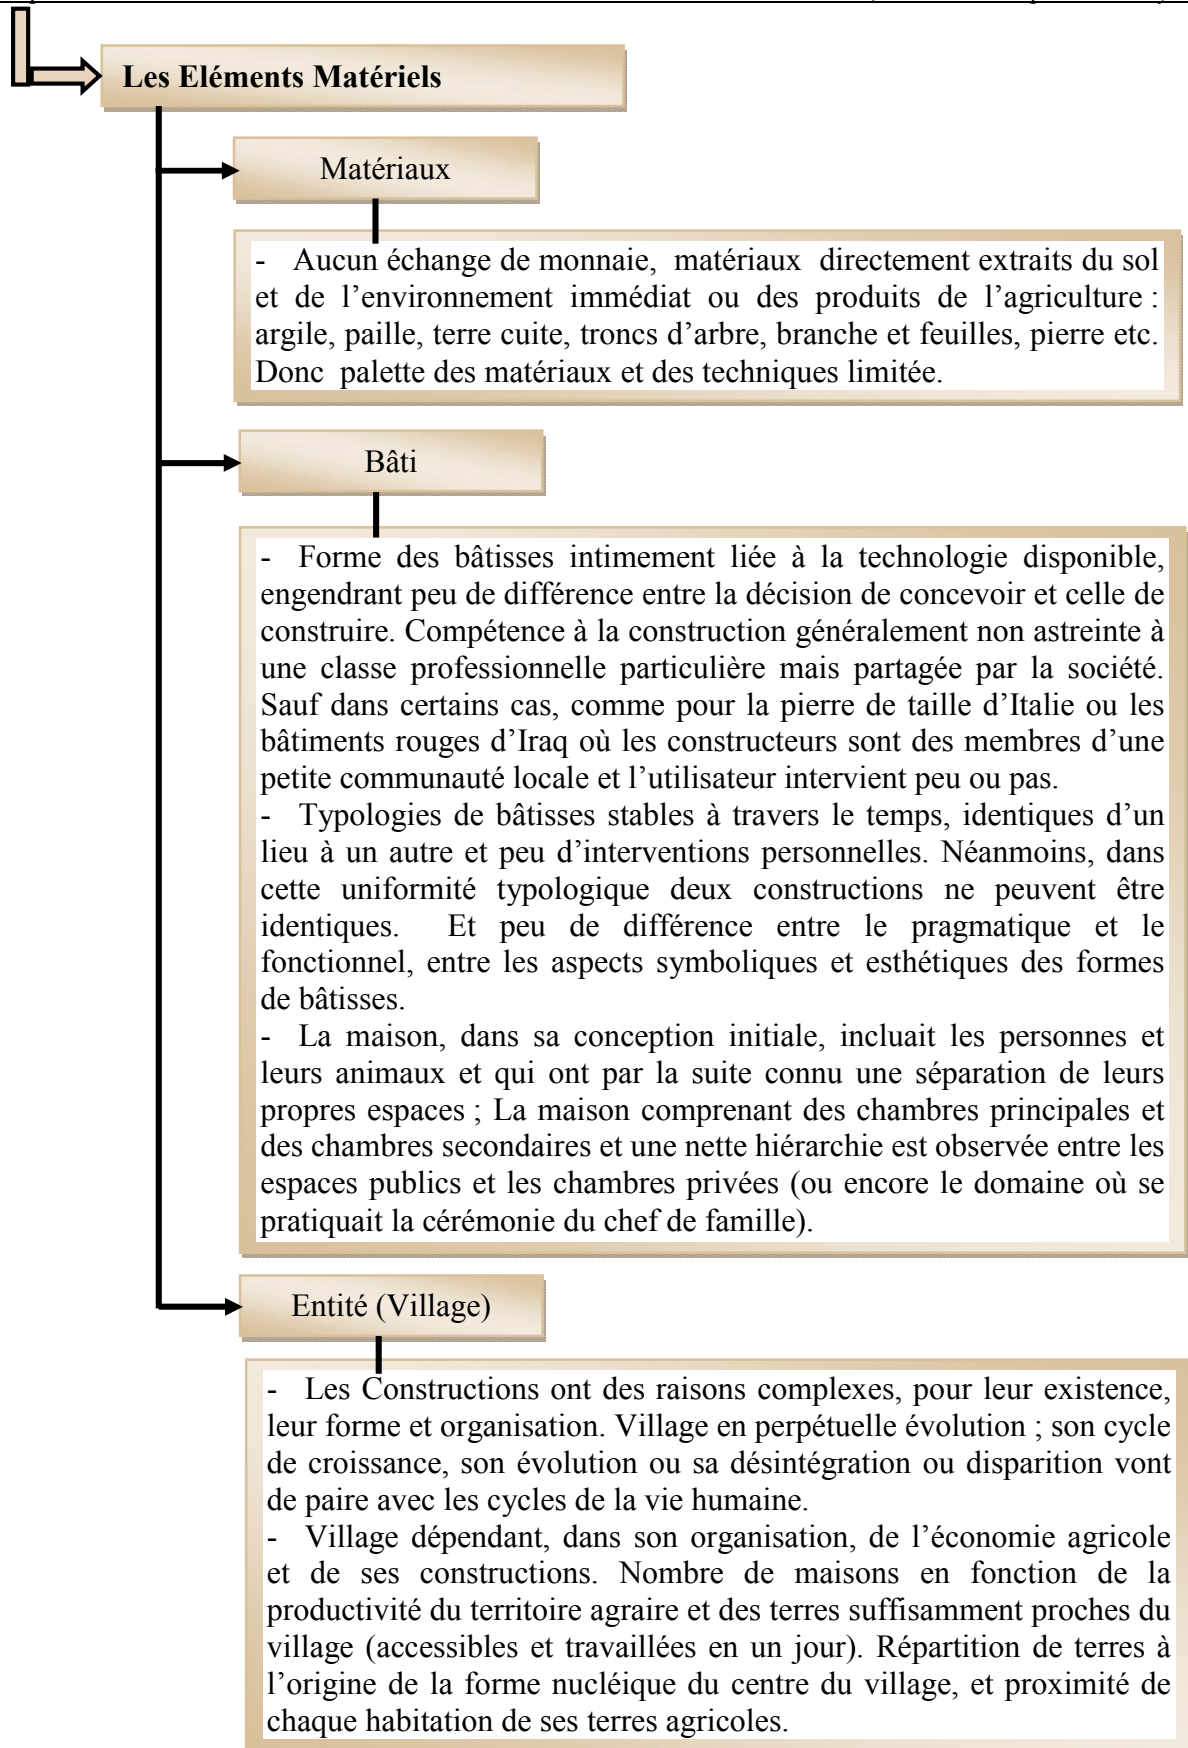 Les Eléments Matériels
Matériaux
- Aucun échange de monnaie, matériaux directement extraits du sol
et de l’environnement immédiat ou des produits de l’agriculture :
argile, paille, terre cuite, troncs d’arbre, branche et feuilles, pierre etc.
Donc palette des matériaux et des techniques limitée.
Bâti
- Forme des bâtisses intimement liée à la technologie disponible,
engendrant peu de différence entre la décision de concevoir et celle de
construire. Compétence à la construction généralement non astreinte à
une classe professionnelle particulière mais partagée par la société.
Sauf dans certains cas, comme pour la pierre de taille d’Italie ou les
bâtiments rouges d’Iraq où les constructeurs sont des membres d’une
petite communauté locale et l’utilisateur intervient peu ou pas.
- Typologies de bâtisses stables à travers le temps, identiques d’un
lieu à un autre et peu d’interventions personnelles. Néanmoins, dans
cette uniformité typologique deux constructions ne peuvent être
identiques. Et peu de différence entre le pragmatique et le
fonctionnel, entre les aspects symboliques et esthétiques des formes
de bâtisses.
- La maison, dans sa conception initiale, incluait les personnes et
leurs animaux et qui ont par la suite connu une séparation de leurs
propres espaces ; La maison comprenant des chambres principales et
des chambres secondaires et une nette hiérarchie est observée entre les
espaces publics et les chambres privées (ou encore le domaine où se
pratiquait la cérémonie du chef de famille).
Entité (Village)
- Les Constructions ont des raisons complexes, pour leur existence,
leur forme et organisation. Village en perpétuelle évolution ; son cycle
de croissance, son évolution ou sa désintégration ou disparition vont
de paire avec les cycles de la vie humaine.
- Village dépendant, dans son organisation, de l’économie agricole
et de ses constructions. Nombre de maisons en fonction de la
productivité du territoire agraire et des terres suffisamment proches du
village (accessibles et travaillées en un jour). Répartition de terres à
l’origine de la forme nucléique du centre du village, et proximité de
chaque habitation de ses terres agricoles.